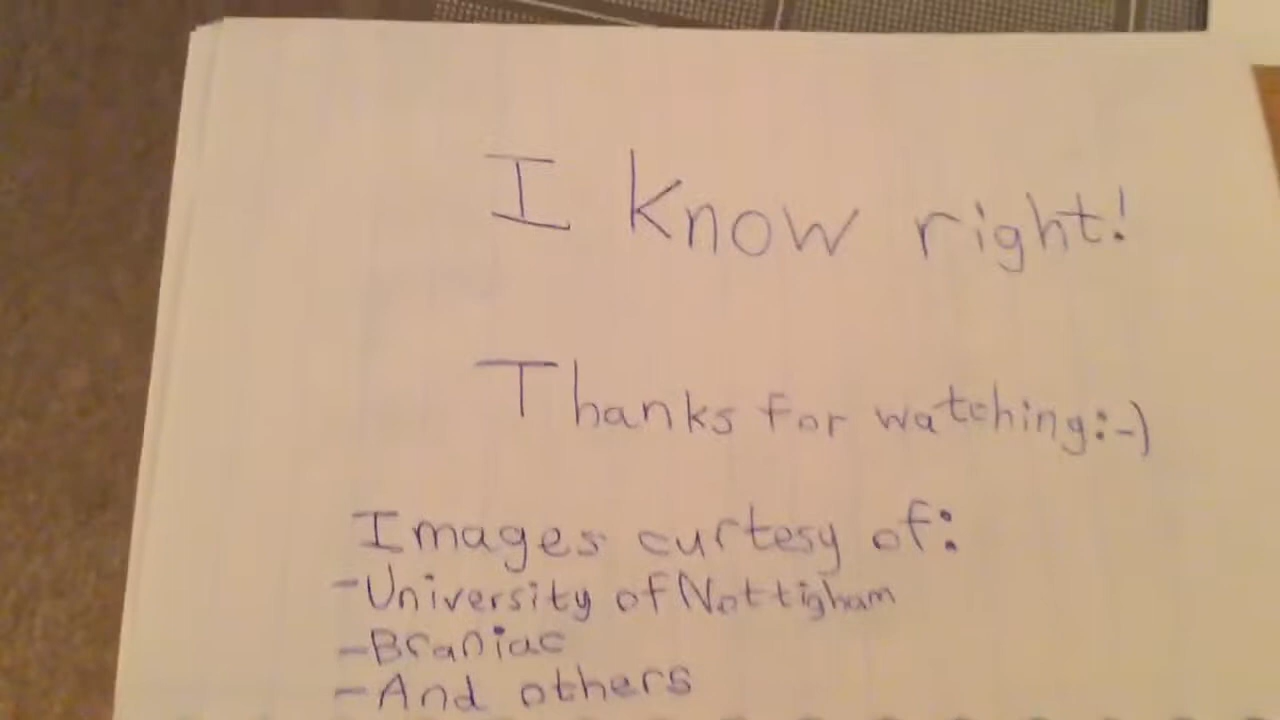 I know right!
Thanks for watching:-)
Images curtesy of:
-University of Nottigham
-Braniac
-And others